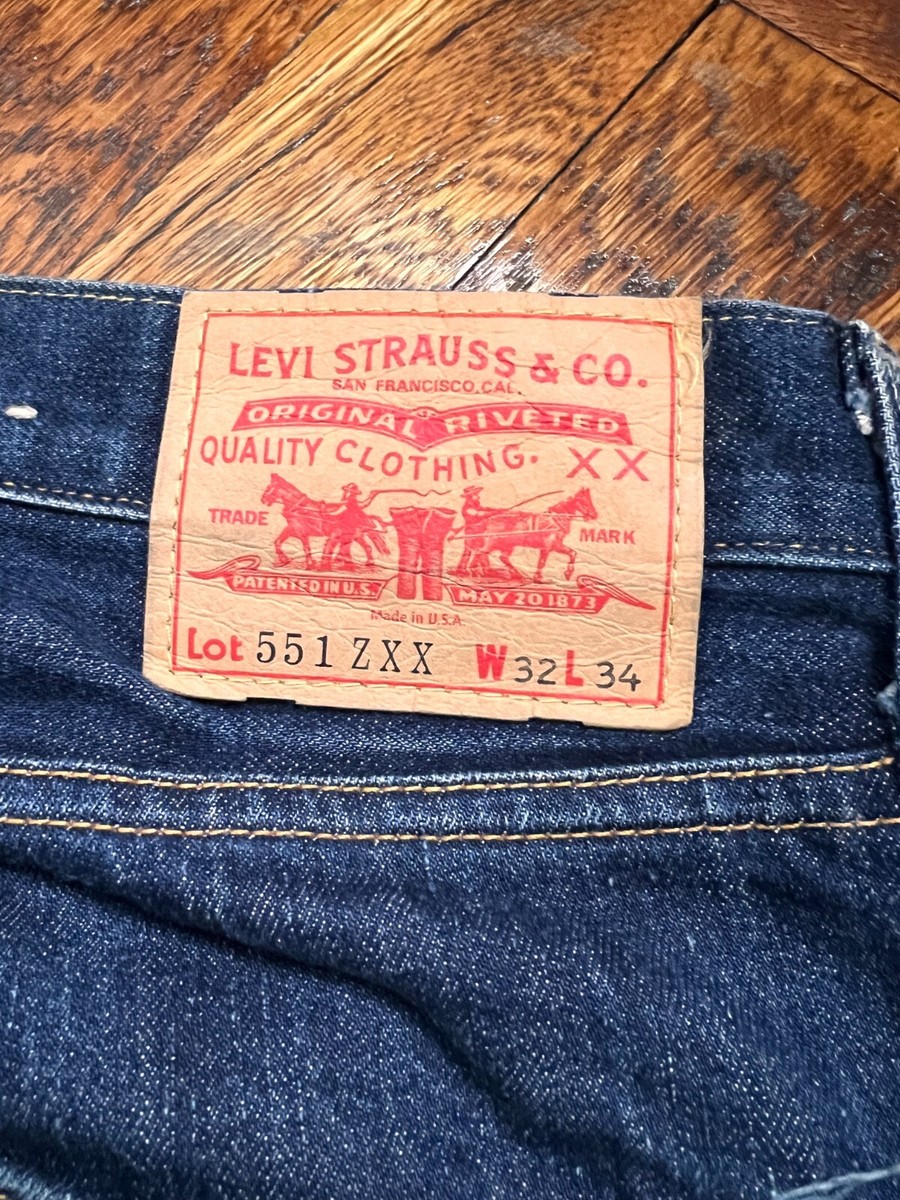 LEVI STRAUSS & CO.
SAN FRANCISCO, CAL.
ORIGINAL RIVETED
QUALITY CLOTHING. XX
TRADE MARK
PATENTED IN U.S. MAY 20 1873
Made in U.S.A.
Lot 551 ZXX W 32 L 34